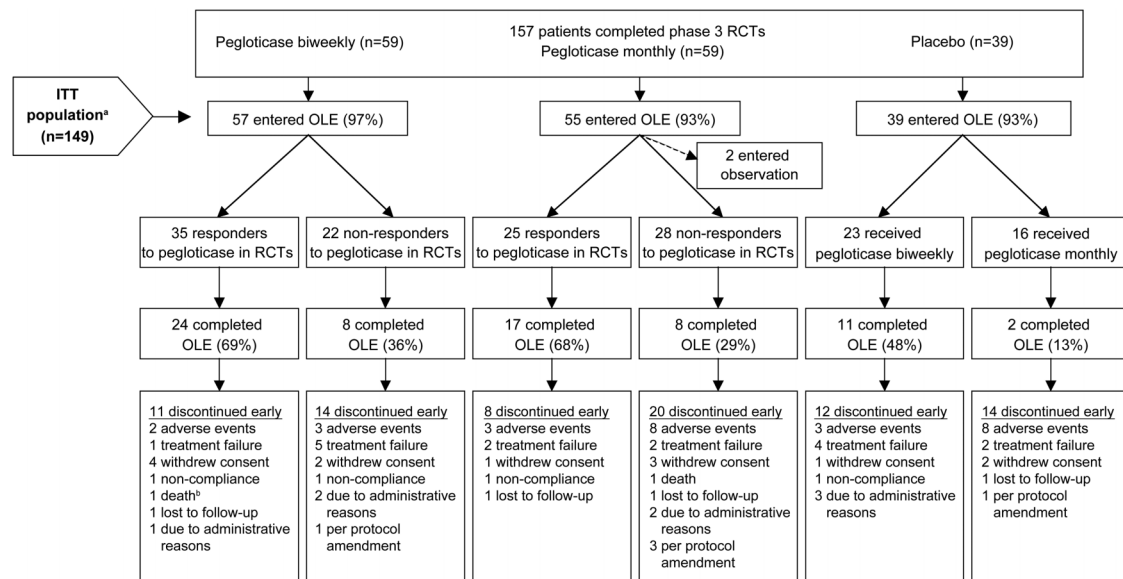 157 patients completed phase 3 RCTs
Pegloticase biweekly (n=59)
Pegloticase monthly (n=59)
Placebo (n=39)
ITT
populationᵃ
(n=149)
57 entered OLE (97%)
55 entered OLE (93%)
39 entered OLE (93%)
2 entered
observation
35 responders
to pegloticase in RCTs
22 non-responders
to pegloticase in RCTs
25 responders
to pegloticase in RCTs
28 non-responders
to pegloticase in RCTs
23 received
pegloticase biweekly
16 received
pegloticase monthly
24 completed
OLE (69%)
8 completed
OLE (36%)
17 completed
OLE (68%)
8 completed
OLE (29%)
11 completed
OLE (48%)
2 completed
OLE (13%)
11 discontinued early
2 adverse events
1 treatment failure
4 withdrew consent
1 non-compliance
1 deathᵇ
1 lost to follow-up
1 due to administrative
reasons
14 discontinued early
3 adverse events
5 treatment failure
2 withdrew consent
1 non-compliance
2 due to administrative
reasons
1 per protocol
amendment
8 discontinued early
3 adverse events
2 treatment failure
1 withdrew consent
1 non-compliance
1 lost to follow-up
20 discontinued early
8 adverse events
2 treatment failure
3 withdrew consent
1 death
1 lost to follow-up
2 due to administrative
reasons
3 per protocol
amendment
12 discontinued early
3 adverse events
4 treatment failure
1 withdrew consent
1 non-compliance
3 due to administrative
reasons
14 discontinued early
8 adverse events
2 treatment failure
2 withdrew consent
1 lost to follow-up
1 per protocol
amendment